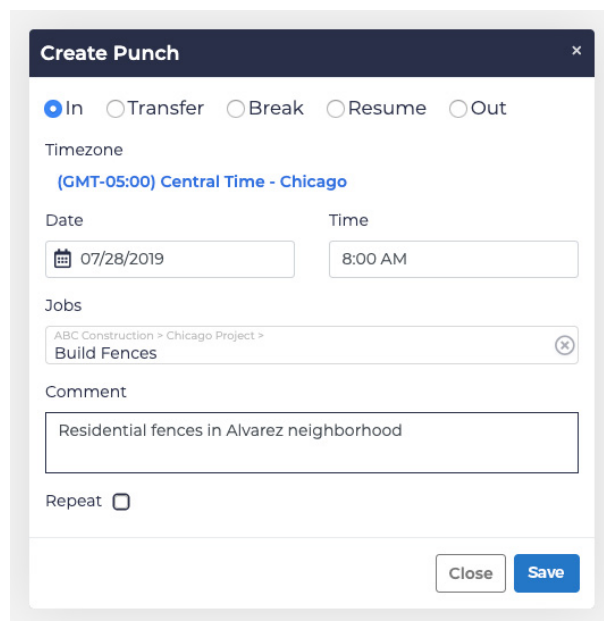 Create Punch ×
In Transfer Break Resume Out
Timezone
(GMT-05:00) Central Time - Chicago
Date Time
07/28/2019 8:00 AM
Jobs
ABC Construction > Chicago Project >
Build Fences
Comment
Residential fences in Alvarez neighborhood
Repeat
Close Save